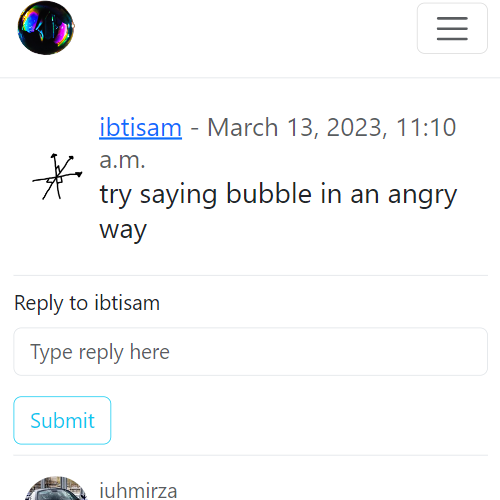 ibtisam - March 13, 2023, 11:10
a.m.
try saying bubble in an angry
way
Reply to ibtisam
Type reply here
Submit
juhmirza